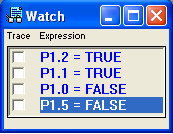 Watch
Trace Expression
P1.2 = TRUE
P1.1 = TRUE
P1.0 = FALSE
P1.5 = FALSE